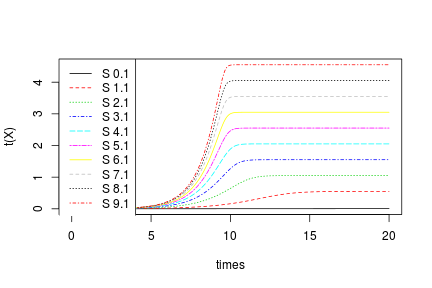 t(X)
4
3
2
1
0
S 0.1
S 1.1
S 2.1
S 3.1
S 4.1
S 5.1
S 6.1
S 7.1
S 8.1
S 9.1
0 5 10 15 20
times